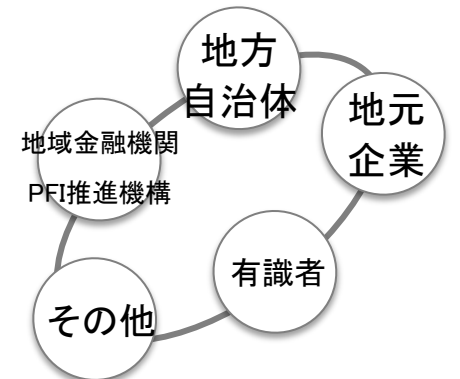 地方
自治体
地元
企業
地域金融機関
PFI推進機構
有識者
その他